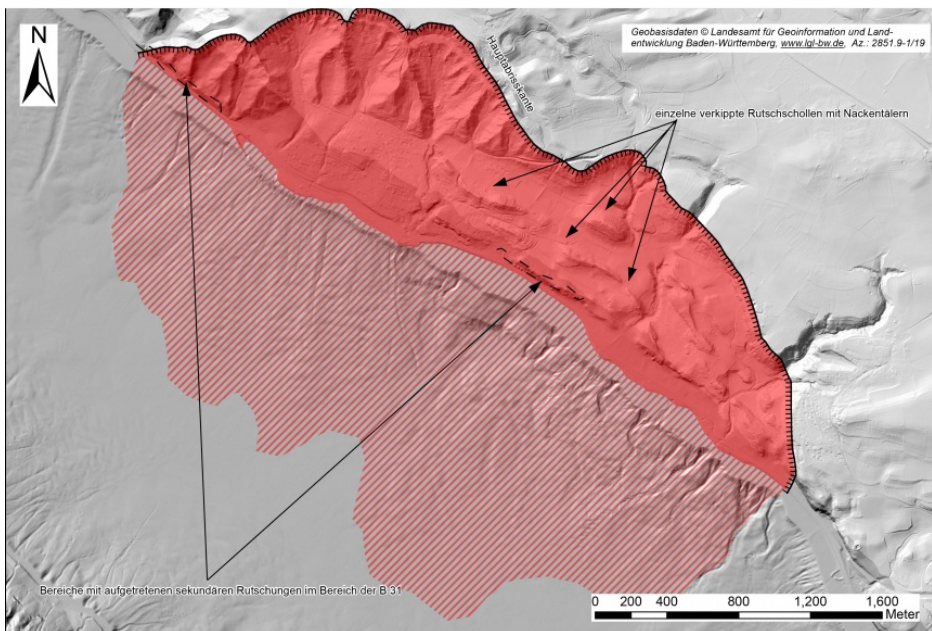 N
Geobasisdaten © Landesamt für Geoinformation und Land-
entwicklung Baden-Württemberg, www.lgl-bw.de, Az.: 2851.9-1/19
Hauptabrisskante
einzelne verkippte Rutschschollen mit Nackentälern
Bereiche mit aufgetretenen sekundären Rutschungen im Bereich der B 31
0 200 400 800 1,200 1,600
Meter